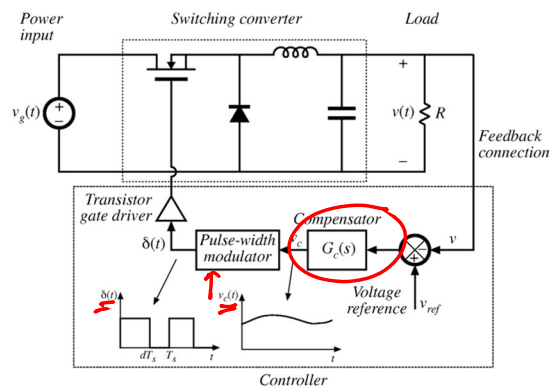 Power input
Switching converter
Load
v_g(t)
+
−
+
v(t)
−
R
Feedback connection
Transistor gate driver
Compensator
δ(t)
Pulse-width modulator
v_c
G_c(s)
−
+
v
Voltage reference
v_ref
δ(t)
dT_s
T_s
t
v_c(t)
t
Controller